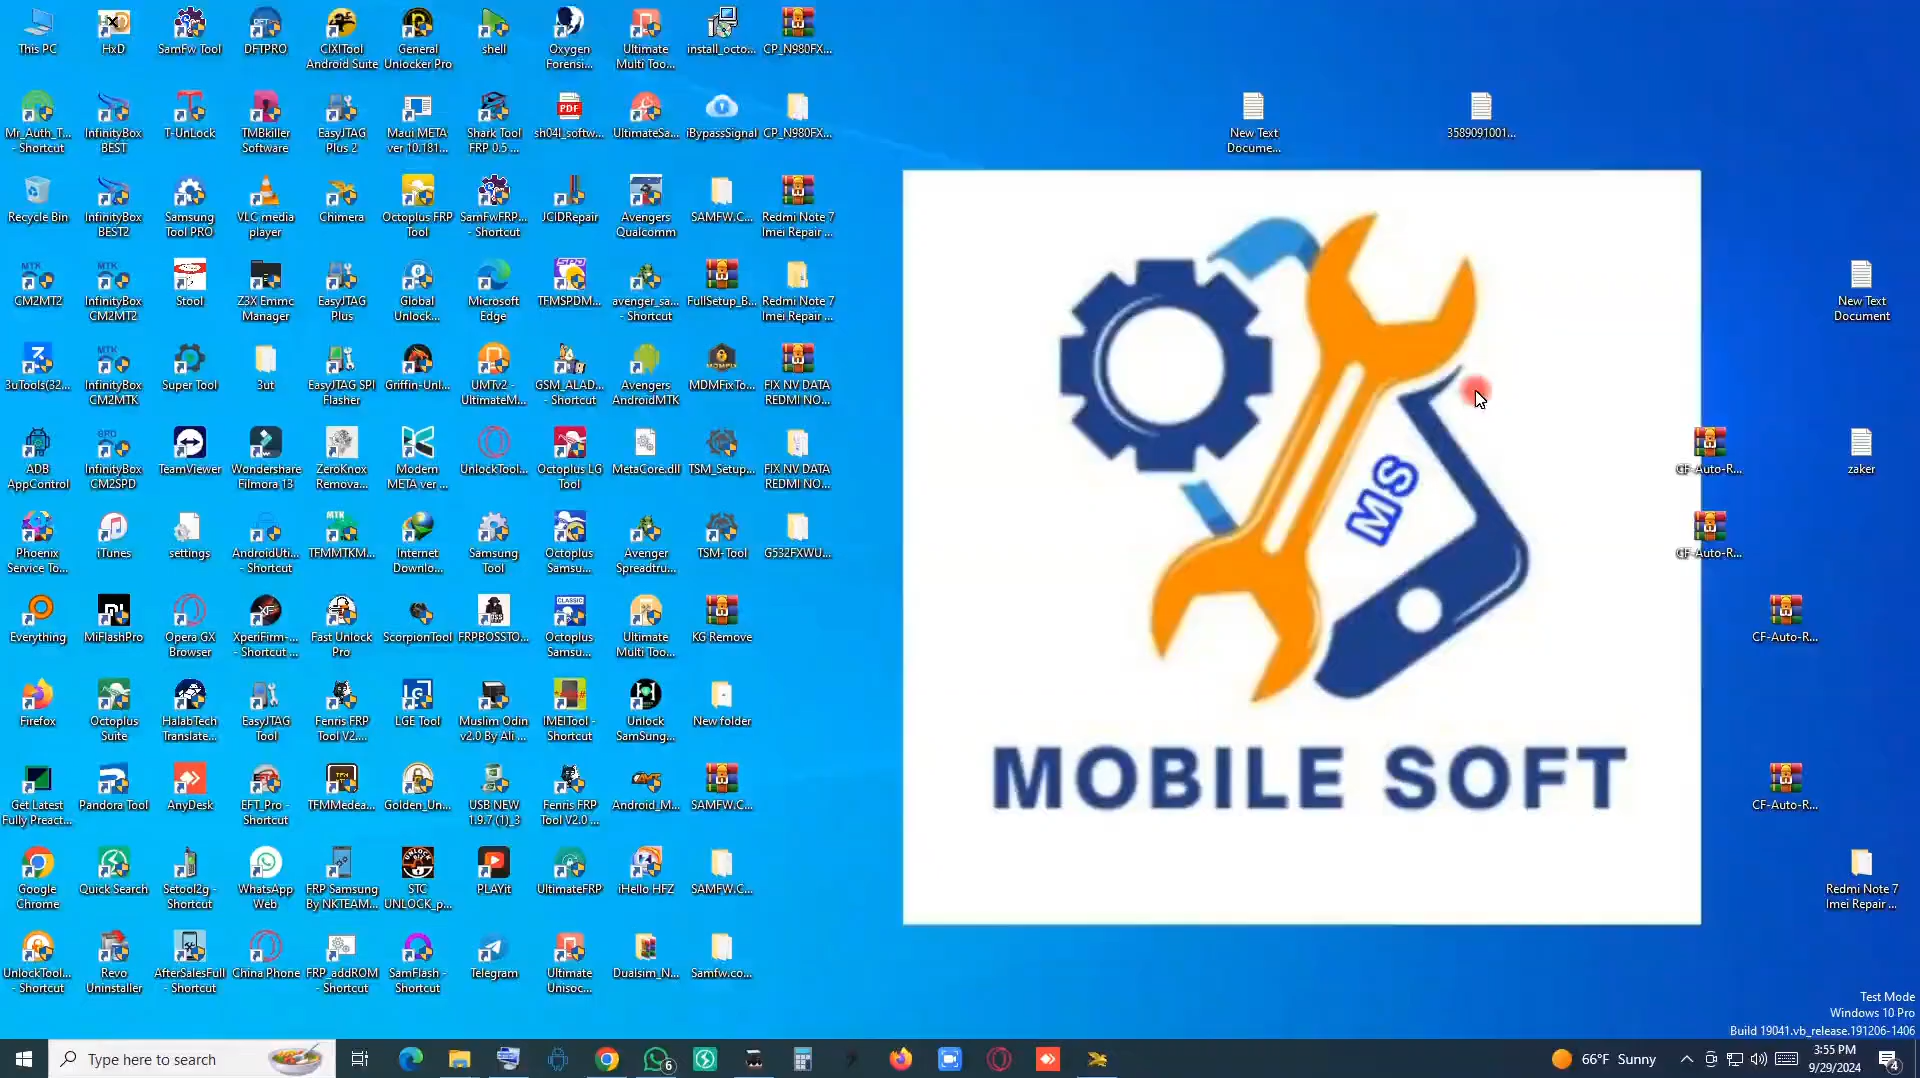 This PC
HxD
SamFw Tool
DFTPRO
CIXITool
Android Suite
General
Unlocker Pro
shell
Oxygen
Forensi...
Ultimate
Multi Too...
install_octo...
CP_N980FX...
Mr_Auth_T...
- Shortcut
InfinityBox
BEST
T-UnLock
TMBkiller
Software
EasyJTAG
Plus 2
Maui META
ver 10.181...
Shark Tool
FRP 0.5 ...
sh04l_softw...
UltimateSa...
iBypassSignal
CP_N980FX...
New Text
Docume...
3589091001...
Recycle Bin
InfinityBox
BEST2
Samsung
Tool PRO
VLC media
player
Chimera
Octoplus FRP
Tool
SamFwFRP...
- Shortcut
JCIDRepair
Avengers
Qualcomm
SAMFW.C...
Redmi Note 7
Imei Repair ...
CM2MT2
InfinityBox
CM2MT2
Stool
Z3X Emmc
Manager
EasyJTAG
Plus
Global
Unlock...
Microsoft
Edge
TFMSPDM...
avenger_sa...
- Shortcut
FullSetup_B...
Redmi Note 7
Imei Repair ...
New Text
Document
3uTools(32...
InfinityBox
CM2MTK
Super Tool
3ut
EasyJTAG SPI
Flasher
Griffin-Unl...
UMTv2 -
UltimateM...
GSM_ALAD...
- Shortcut
Avengers
AndroidMTK
MDMFixTo...
FIX NV DATA
REDMI NO...
ADB
AppControl
InfinityBox
CM2SPD
TeamViewer
Wondershare
Filmora 13
ZeroKnox
Remova...
Modern
META ver ...
UnlockTool...
Octoplus LG
Tool
MetaCore.dll
TSM_Setup...
FIX NV DATA
REDMI NO...
CF-Auto-R...
zaker
Phoenix
Service To...
iTunes
settings
AndroidUti...
- Shortcut
TFMMTKM...
Internet
Downlo...
Samsung
Tool
Octoplus
Samsu...
Avenger
Spreadtru...
TSM-Tool
G532FXWU...
CF-Auto-R...
Everything
MiFlashPro
Opera GX
Browser
XperiFirm-...
- Shortcut ...
Fast Unlock
Pro
ScorpionTool
FRPBOSSTO...
Octoplus
Samsu...
Ultimate
Multi Too...
KG Remove
CF-Auto-R...
Firefox
Octoplus
Suite
HalabTech
Translate...
EasyJTAG
Tool
Fenris FRP
Tool V2....
LGE Tool
Muslim Odin
v2.0 By Ali ...
IMEITool -
Shortcut
Unlock
SamSung...
New folder
Get Latest
Fully Preact...
Pandora Tool
AnyDesk
EFT_Pro -
Shortcut
TFMMedea...
Golden_Un...
USB NEW
1.9.7 (1)_3
Fenris FRP
Tool V2.0 ...
Android_M...
SAMFW.C...
CF-Auto-R...
Google
Chrome
Quick Search
Setool2g -
Shortcut
WhatsApp
Web
FRP Samsung
By NKTEAM...
STC
UNLOCK_p...
PLAYit
UltimateFRP
iHello HFZ
SAMFW.C...
Redmi Note 7
Imei Repair ...
UnlockTool...
- Shortcut
Revo
Uninstaller
AfterSalesFull
- Shortcut
China Phone
FRP_addROM
- Shortcut
SamFlash -
Shortcut
Telegram
Ultimate
Unisoc...
Dualsim_N...
Samfw.co...
MS
MOBILE SOFT
Test Mode
Windows 10 Pro
Build 19041.vb_release.191206-1406
Type here to search
6
66°F Sunny
3:55 PM
9/29/2024
4